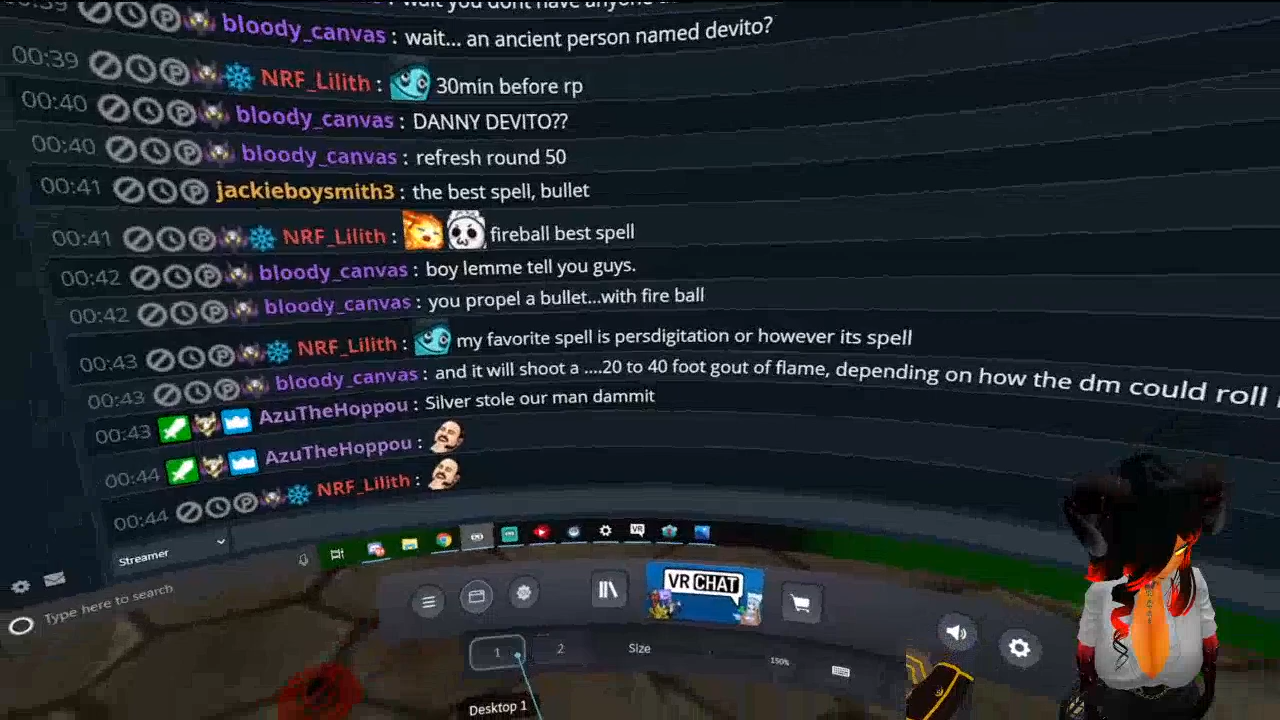 00:39
bloody_canvas : wait... an ancient person named devito?
00:39 NRF_Lilith : 30min before rp
00:40 bloody_canvas : DANNY DEVITO??
00:40 bloody_canvas : refresh round 50
00:41 jackieboysmith3 : the best spell, bullet
00:41 NRF_Lilith : fireball best spell
00:42 bloody_canvas : boy lemme tell you guys.
00:42 bloody_canvas : you propel a bullet...with fire ball
00:43 NRF_Lilith : my favorite spell is persdigitation or however its spell
00:43 bloody_canvas : and it will shoot a ....20 to 40 foot gout of flame, depending on how the dm could roll
00:43 AzuTheHoppou : Silver stole our man dammit
00:44 AzuTheHoppou :
00:44 NRF_Lilith :
Streamer
Type here to search
VR CHAT
1 2 Size 150%
Desktop 1